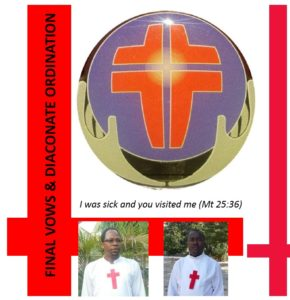 FINAL VOWS & DIACONATE ORDINATION
I was sick and you visited me (Mt 25:36)